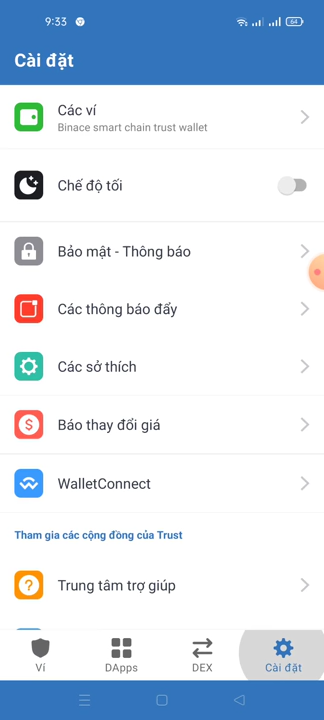 9:33
64
Cài đặt
Các ví
Binace smart chain trust wallet
Chế độ tối
Bảo mật - Thông báo
Các thông báo đẩy
Các sở thích
$
Báo thay đổi giá
WalletConnect
Tham gia các cộng đồng của Trust
?
Trung tâm trợ giúp
Ví
DApps
DEX
Cài đặt